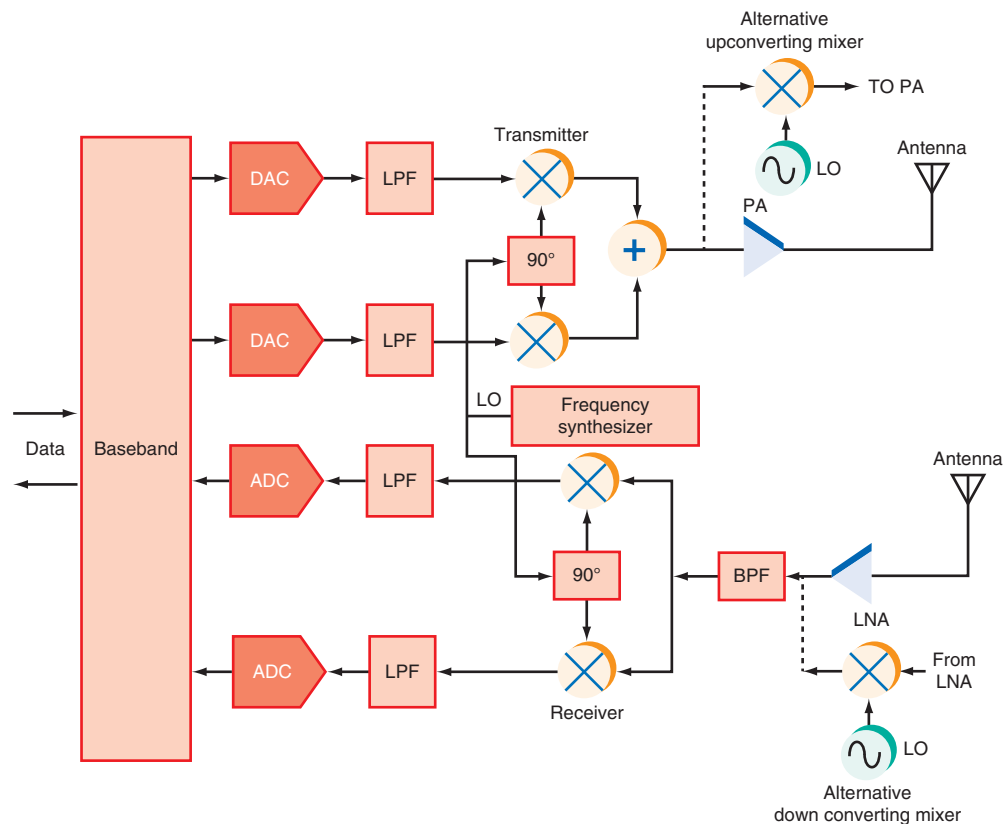 Alternative
upconverting mixer
TO PA
Transmitter
Antenna
DAC
LPF
LO
PA
90°
DAC
LPF
LO
Frequency
synthesizer
Data
Baseband
ADC
LPF
Antenna
90°
BPF
LNA
ADC
LPF
From
LNA
Receiver
LO
Alternative
down converting mixer